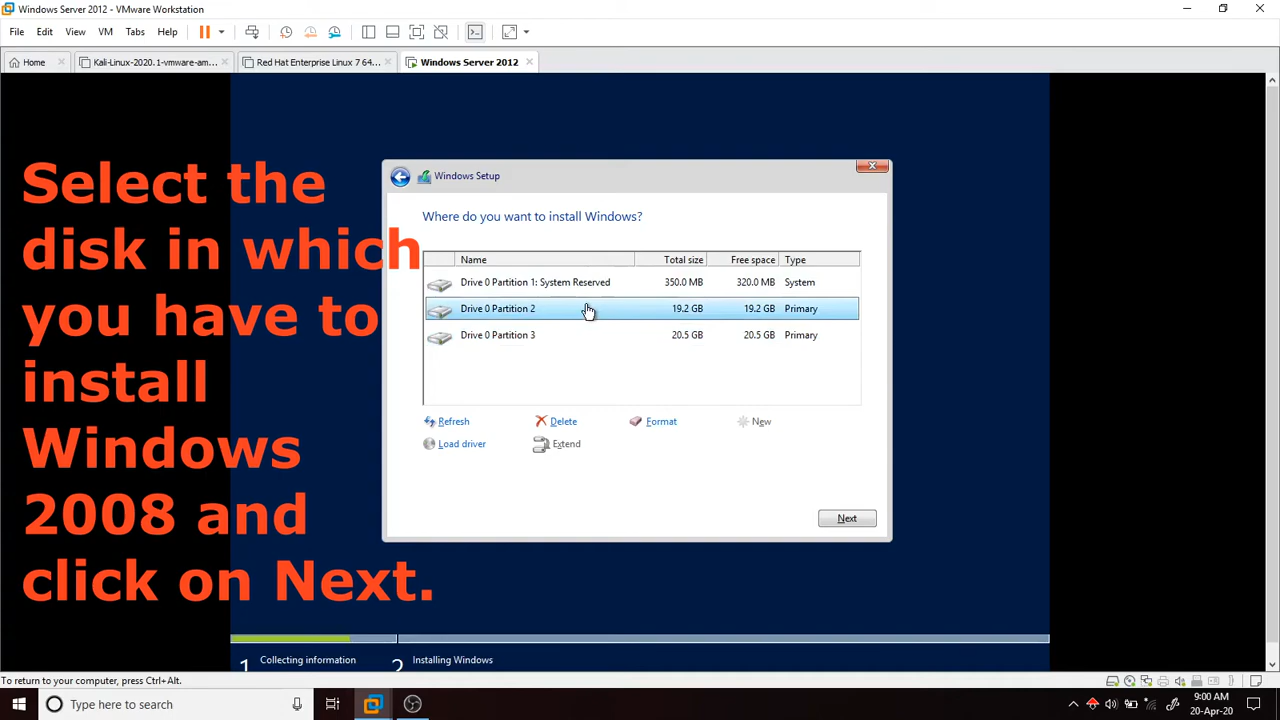 Windows Server 2012 - VMware Workstation
File Edit View VM Tabs Help
Home Kali-Linux-2020.1-vmware-am... Red Hat Enterprise Linux 7 64... Windows Server 2012
Select the
disk in which
you have to
install
Windows
2008 and
click on Next.
Windows Setup
Where do you want to install Windows?
Name Total size Free space Type
Drive 0 Partition 1: System Reserved 350.0 MB 320.0 MB System
Drive 0 Partition 2 19.2 GB 19.2 GB Primary
Drive 0 Partition 3 20.5 GB 20.5 GB Primary
Refresh Delete Format New
Load driver Extend
Next
1 Collecting information 2 Installing Windows
To return to your computer, press Ctrl+Alt.
Type here to search
9:00 AM
20-Apr-20